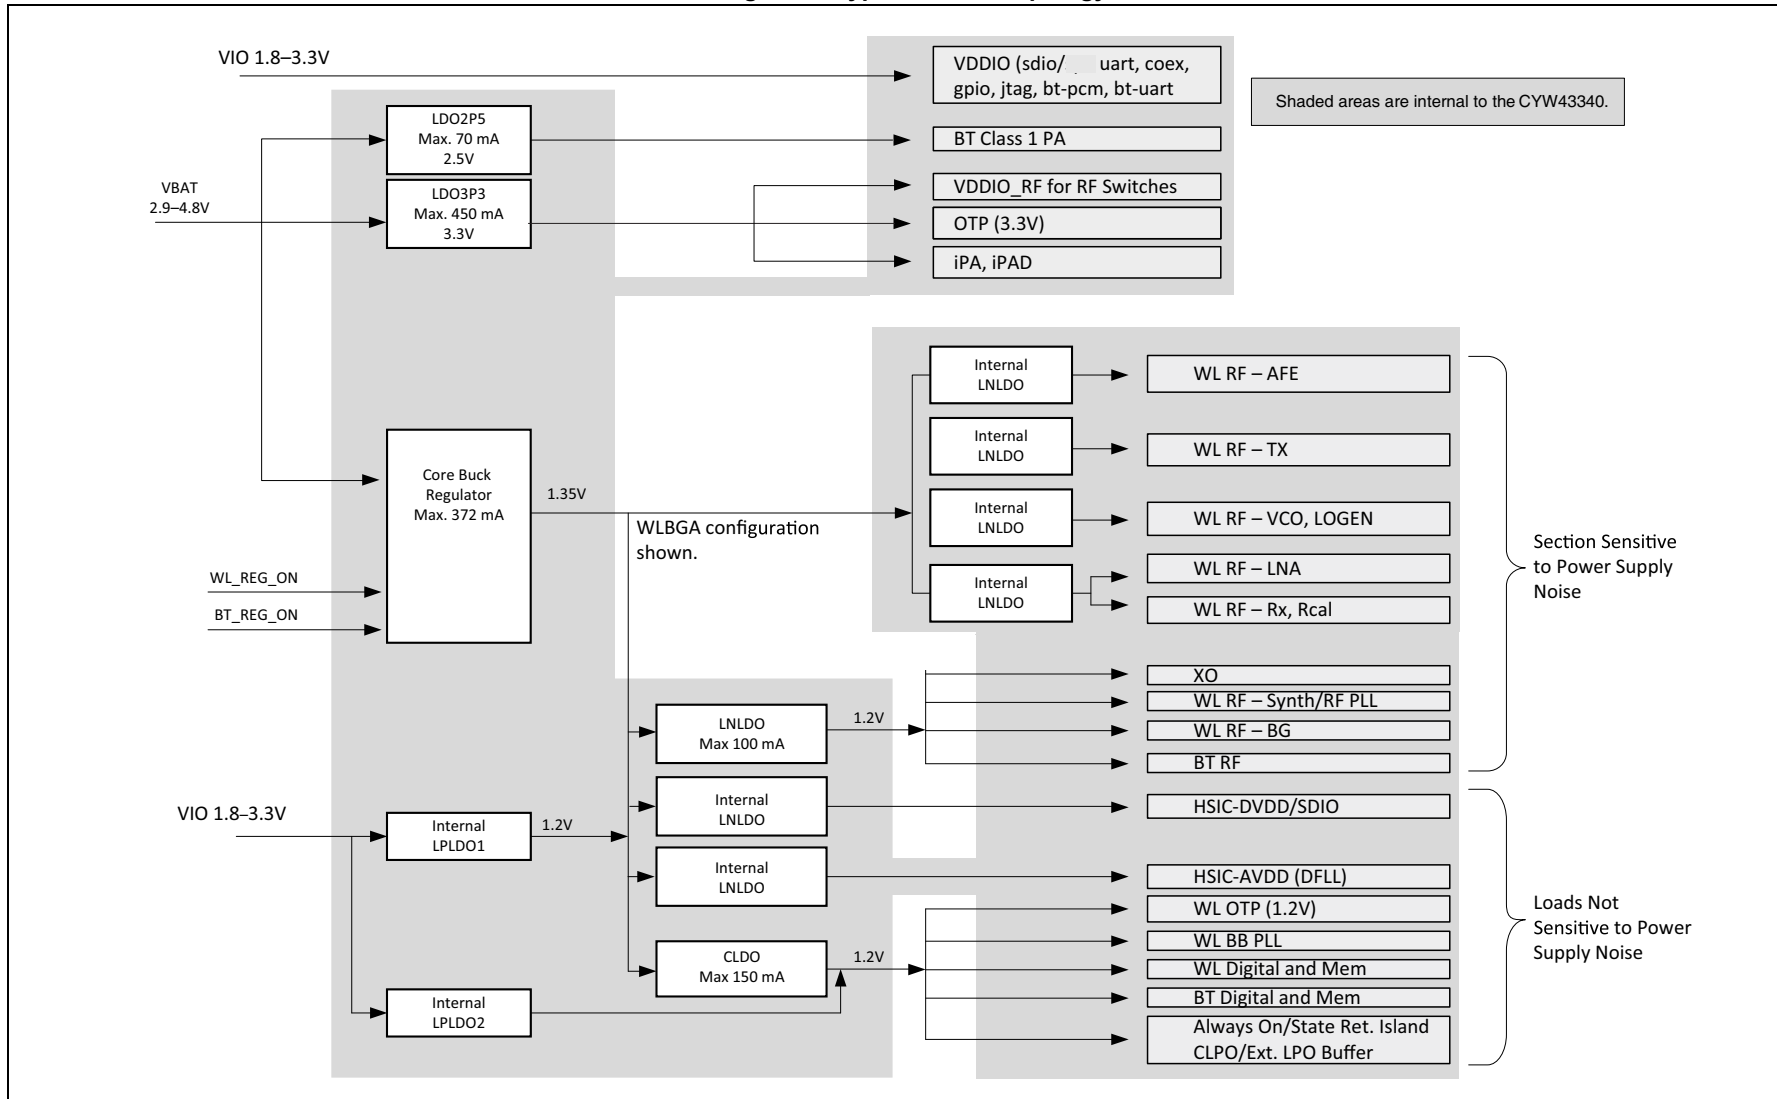 VIO 1.8–3.3V
VDDIO (sdio/ uart, coex,
gpio, jtag, bt-pcm, bt-uart
Shaded areas are internal to the CYW43340.
LDO2P5
Max. 70 mA
2.5V
BT Class 1 PA
VBAT
2.9–4.8V
LDO3P3
Max. 450 mA
3.3V
VDDIO_RF for RF Switches
OTP (3.3V)
iPA, iPAD
Internal
LNLDO
WL RF – AFE
Internal
LNLDO
WL RF – TX
Core Buck
Regulator
Max. 372 mA
1.35V
WLBGA configuration
shown.
Internal
LNLDO
WL RF – VCO, LOGEN
Internal
LNLDO
WL RF – LNA
WL RF – Rx, Rcal
Section Sensitive
to Power Supply
Noise
WL_REG_ON
BT_REG_ON
LNLDO
Max 100 mA
1.2V
XO
WL RF – Synth/RF PLL
WL RF – BG
BT RF
VIO 1.8–3.3V
Internal
LPLDO1
1.2V
Internal
LNLDO
HSIC-DVDD/SDIO
Internal
LNLDO
HSIC-AVDD (DFLL)
CLDO
Max 150 mA
1.2V
WL OTP (1.2V)
WL BB PLL
WL Digital and Mem
BT Digital and Mem
Always On/State Ret. Island
CLPO/Ext. LPO Buffer
Internal
LPLDO2
Loads Not
Sensitive to Power
Supply Noise